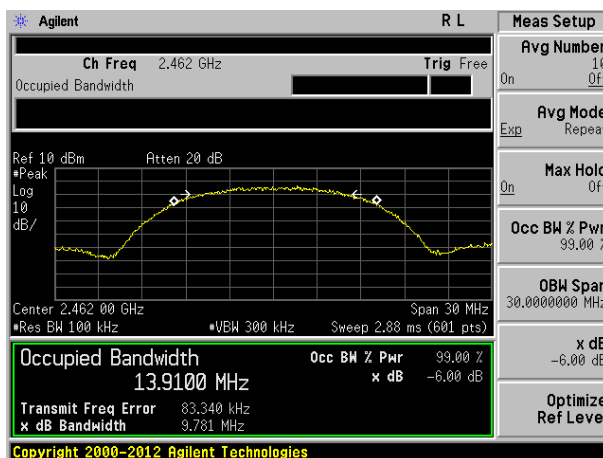 Agilent R L
Ch Freq 2.462 GHz Trig Free
Occupied Bandwidth
Ref 10 dBm Atten 20 dB
#Peak
Log
10
dB/
Center 2.462 00 GHz Span 30 MHz
#Res BW 100 kHz #VBW 300 kHz Sweep 2.88 ms (601 pts)
Occupied Bandwidth Occ BW % Pwr 99.00 %
13.9100 MHz x dB -6.00 dB
Transmit Freq Error 83.340 kHz
x dB Bandwidth 9.781 MHz
Copyright 2000-2012 Agilent Technologies
Meas Setup
Avg Number
10
On Of
Avg Mode
Exp Repeat
Max Hold
On Of
Occ BW % Pwr
99.00 %
OBW Span
30.0000000 MHz
x dB
-6.00 dB
Optimize
Ref Level